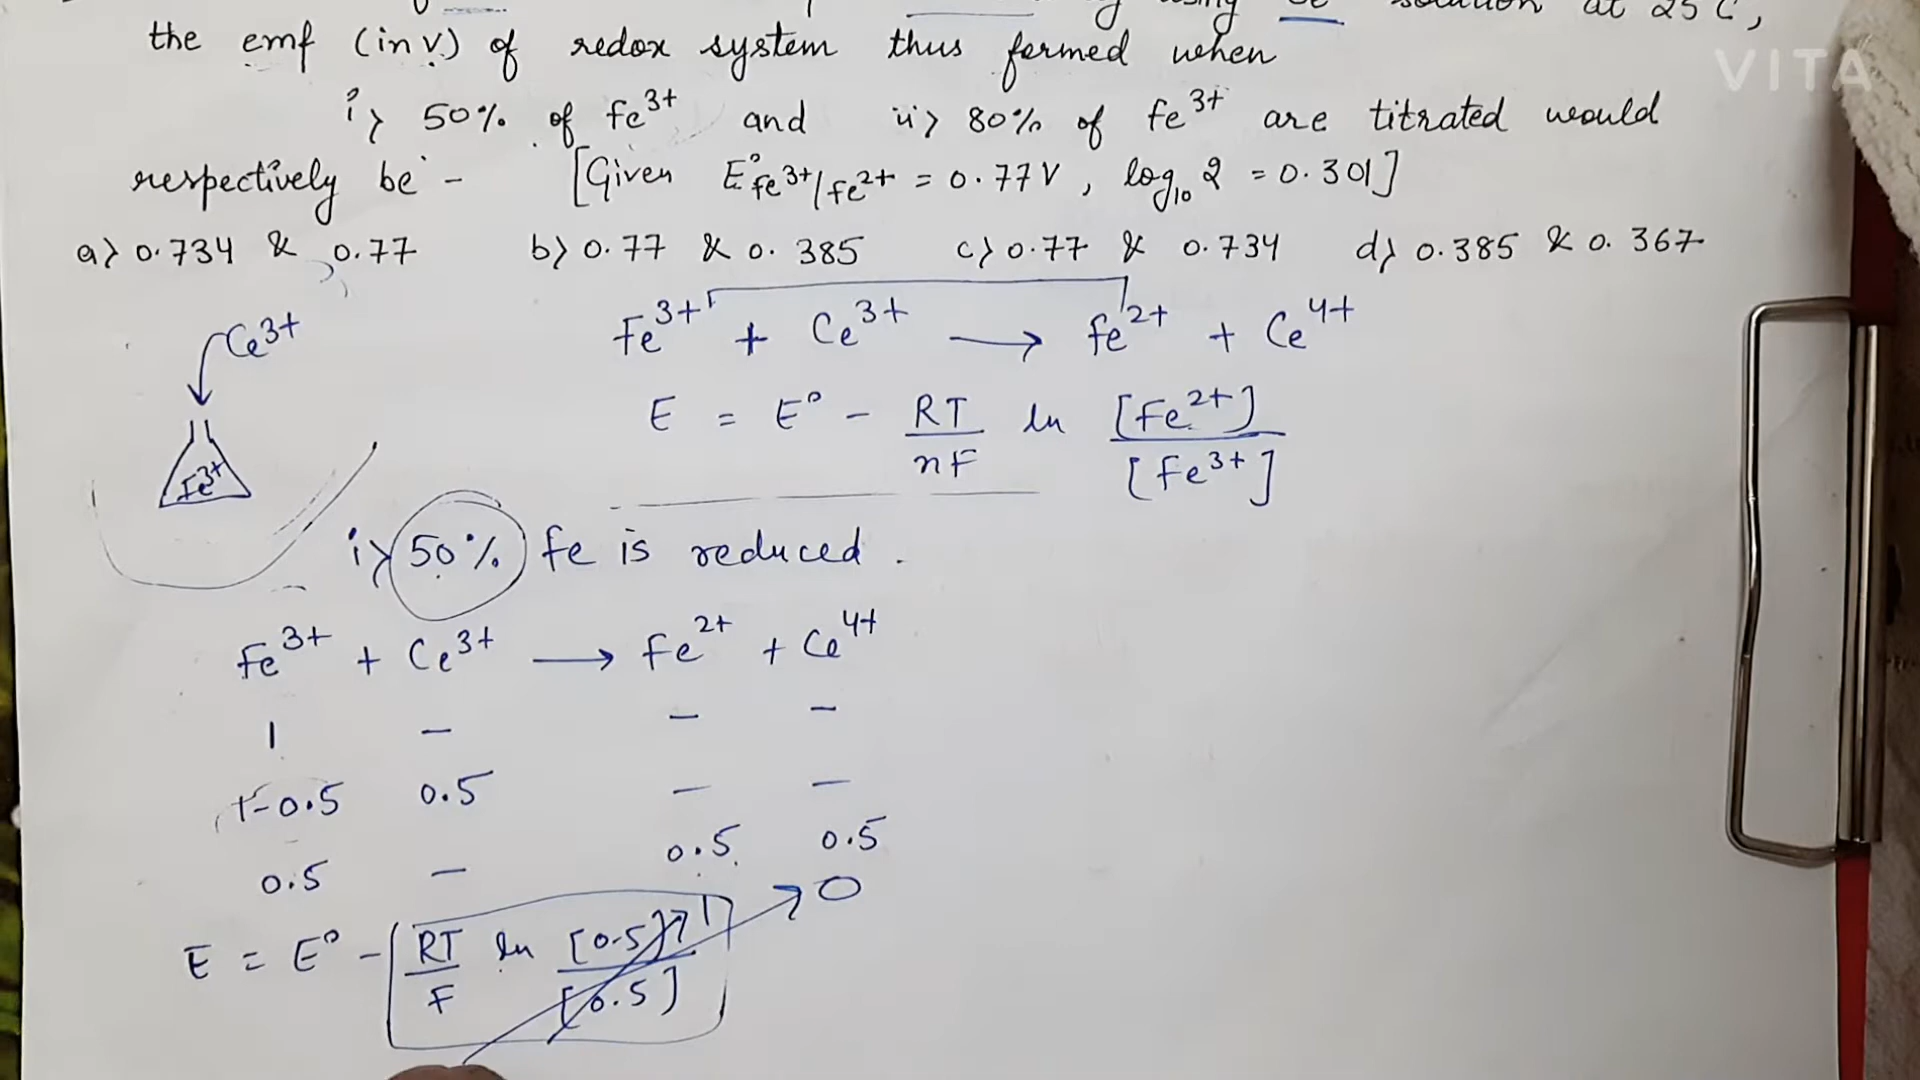 using solution at 25°C,
the emf (in V) of redox system thus formed when
i> 50% of Fe³⁺ and ii> 80% of Fe³⁺ are titrated would
respectively be - [Given E°Fe³⁺/Fe²⁺ = 0.77V, log₁₀ 2 = 0.301]
a> 0.734 & 0.77 b> 0.77 & 0.385 c> 0.77 & 0.734 d> 0.385 & 0.367
VITA
Ce³⁺
Fe³⁺
Fe³⁺ + Ce³⁺ → Fe²⁺ + Ce⁴⁺
E = E° - RT/nF ln [Fe²⁺]/[Fe³⁺]
i> 50% Fe is reduced.
Fe³⁺ + Ce³⁺ → Fe²⁺ + Ce⁴⁺
1 - - -
1-0.5 0.5 - -
0.5 - 0.5 0.5
E = E° - RT/F ln [0.5]/[0.5] 1 → 0